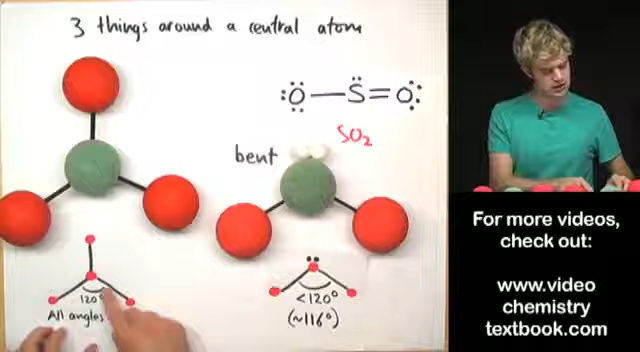 3 things around a central atom
:Ö — S̈ = O:
SO₂
bent
120°
All angles
<120°
(~116°)
For more videos,
check out:
www.video
chemistry
textbook.com